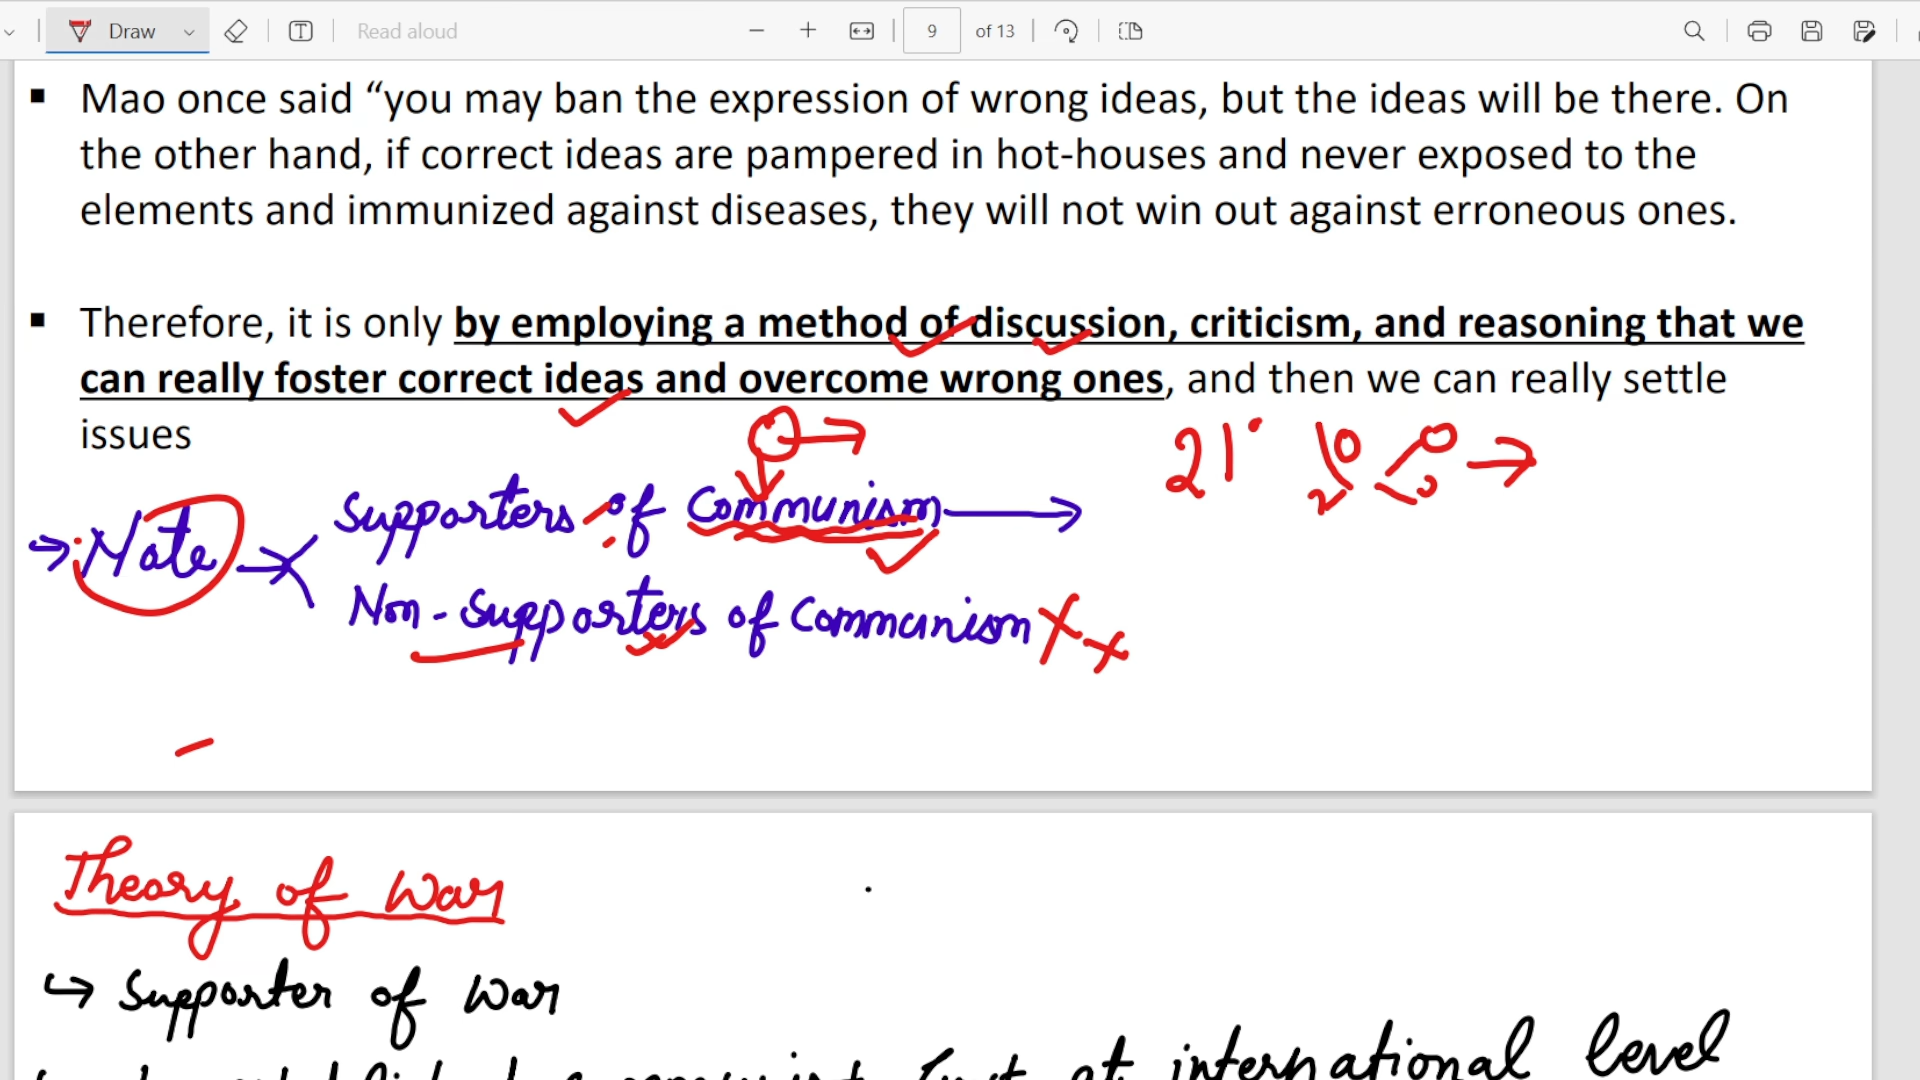 Draw
Read aloud
9 of 13
▪ Mao once said “you may ban the expression of wrong ideas, but the ideas will be there. On
the other hand, if correct ideas are pampered in hot-houses and never exposed to the
elements and immunized against diseases, they will not win out against erroneous ones.
▪ Therefore, it is only by employing a method of discussion, criticism, and reasoning that we
can really foster correct ideas and overcome wrong ones, and then we can really settle
issues
21
Supporters of Communism
→ Note
Non-Supporters of Communism
Theory of War
↪ Supporter of war
at international level